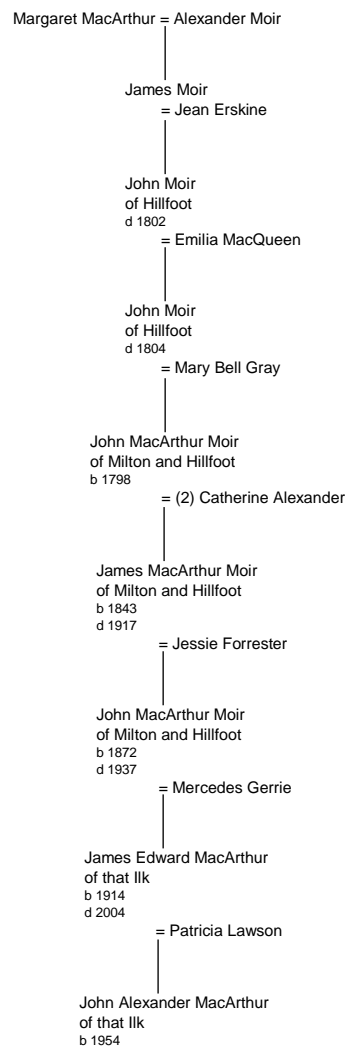 Margaret MacArthur = Alexander Moir
James Moir
= Jean Erskine
John Moir
of Hillfoot
d 1802
= Emilia MacQueen
John Moir
of Hillfoot
d 1804
= Mary Bell Gray
John MacArthur Moir
of Milton and Hillfoot
b 1798
= (2) Catherine Alexander
James MacArthur Moir
of Milton and Hillfoot
b 1843
d 1917
= Jessie Forrester
John MacArthur Moir
of Milton and Hillfoot
b 1872
d 1937
= Mercedes Gerrie
James Edward MacArthur
of that Ilk
b 1914
d 2004
= Patricia Lawson
John Alexander MacArthur
of that Ilk
b 1954